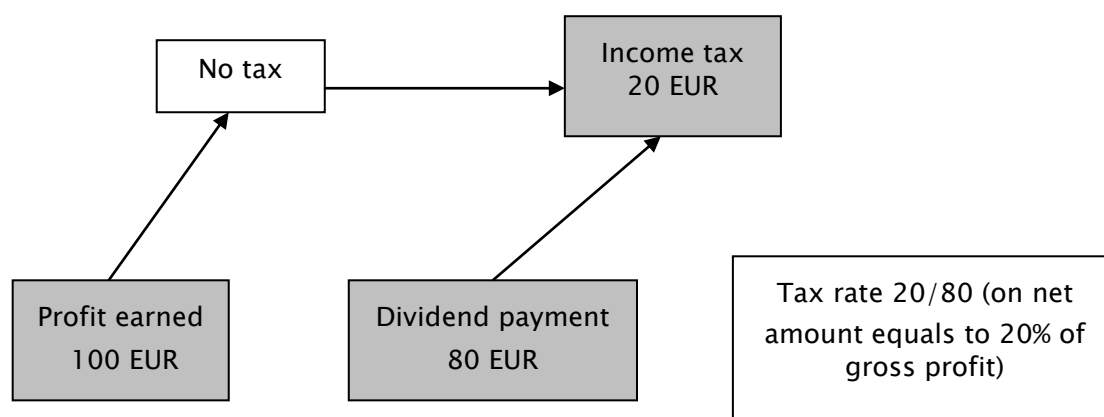 No tax
Income tax
20 EUR
Profit earned
100 EUR
Dividend payment
80 EUR
Tax rate 20/80 (on net
amount equals to 20% of
gross profit)